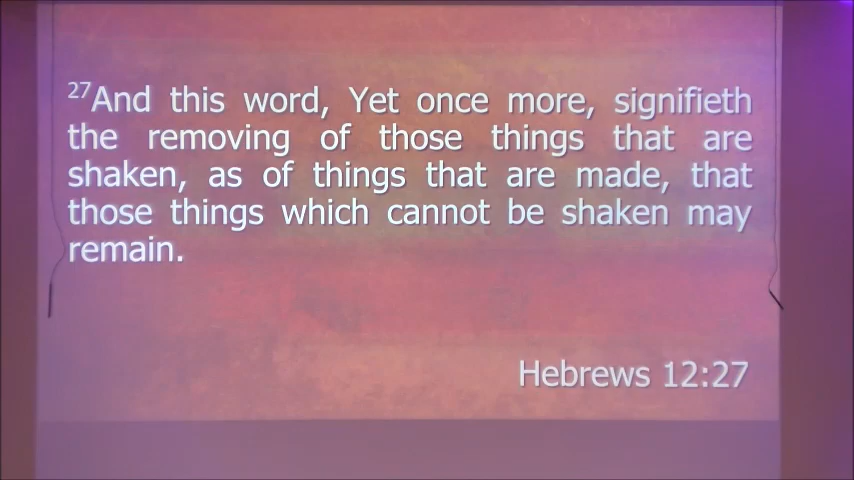 27And this word, Yet once more, signifieth
the removing of those things that are
shaken, as of things that are made, that
those things which cannot be shaken may
remain.
Hebrews 12:27